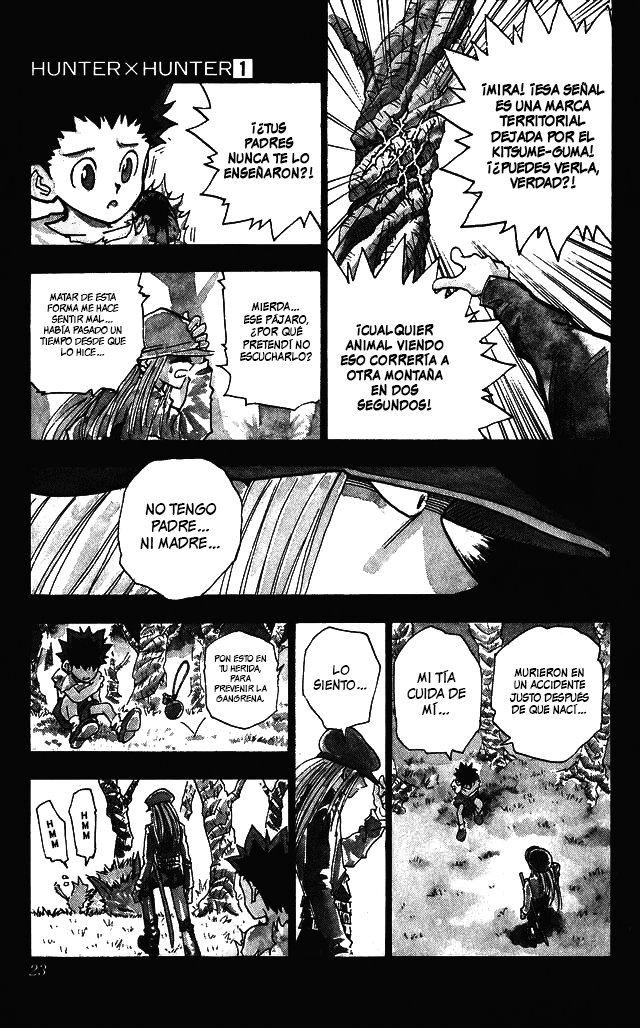 HUNTER×HUNTER 1
¡MIRA! ¡ESA SEÑAL
ES UNA MARCA
TERRITORIAL
DEJADA POR EL
KITSUME-GUMA!
¡¿PUEDES VERLA,
VERDAD?!
¡CUALQUIER
ANIMAL VIENDO
ESO CORRERÍA A
OTRA MONTAÑA
EN DOS
SEGUNDOS!
¡¿TUS
PADRES
NUNCA TE LO
ENSEÑARON?!
MIERDA...
ESE PÁJARO,
¿POR QUÉ
PRETENDÍ NO
ESCUCHARLO?
MATAR DE ESTA
FORMA ME HACE
SENTIR MAL...
HABÍA PASADO UN
TIEMPO DESDE QUE
LO HICE...
NO TENGO
PADRE...
NI MADRE...
MURIERON EN
UN ACCIDENTE
JUSTO DESPUÉS
DE QUE NACÍ...
MI TÍA
CUIDA DE
MÍ...
LO
SIENTO...
PON ESTO EN
TU HERIDA,
PARA
PREVENIR LA
GANGRENA.
HMM
HMM
23